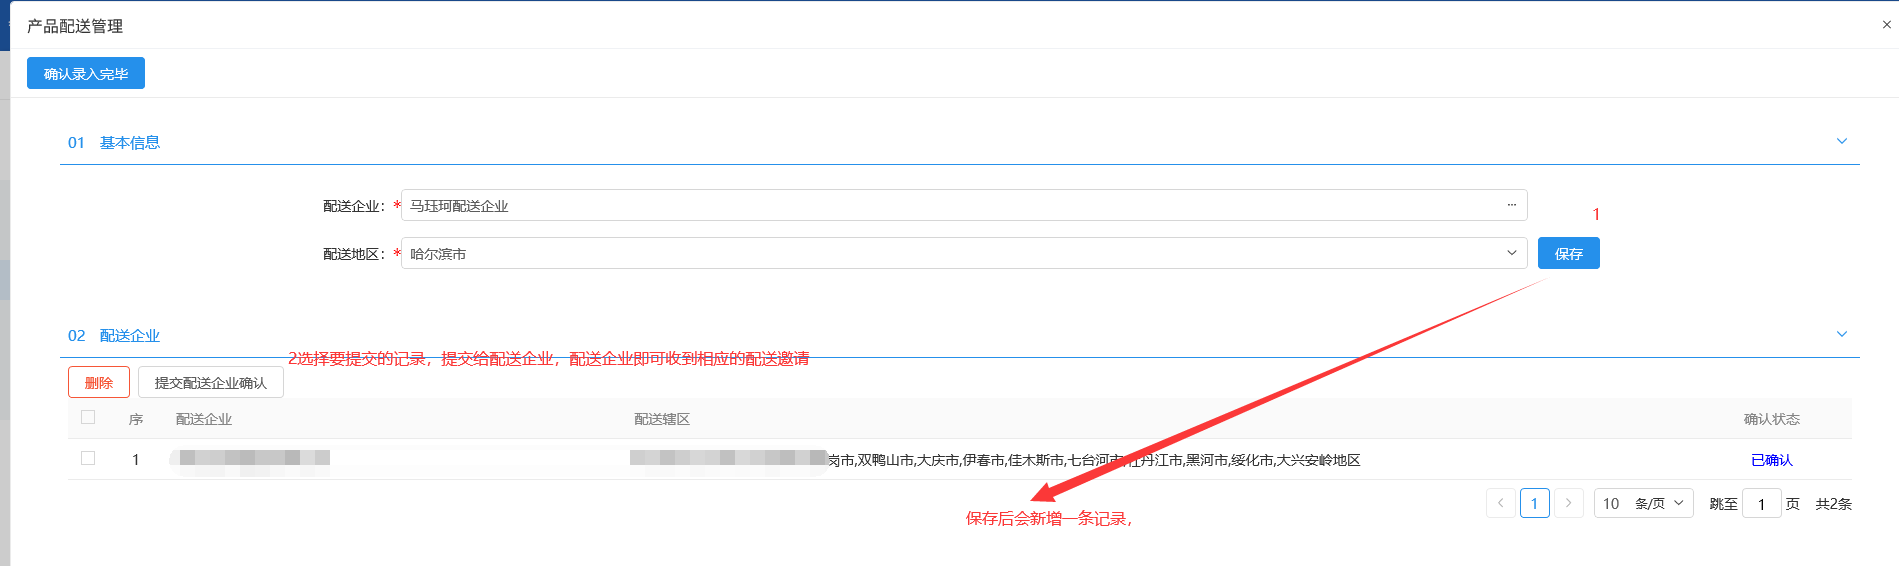 产品配送管理
确认录入完毕
01 基本信息
配送企业：*马珏珂配送企业
1
配送地区：*哈尔滨市
保存
02 配送企业
2选择要提交的记录，提交给配送企业，配送企业即可收到相应的配送邀请
删除 提交配送企业确认
序 配送企业 配送辖区 确认状态
1 岗市,双鸭山市,大庆市,伊春市,佳木斯市,七台河市,牡丹江市,黑河市,绥化市,大兴安岭地区 已确认
1 10 条/页 跳至 1 页 共2条
保存后会新增一条记录，